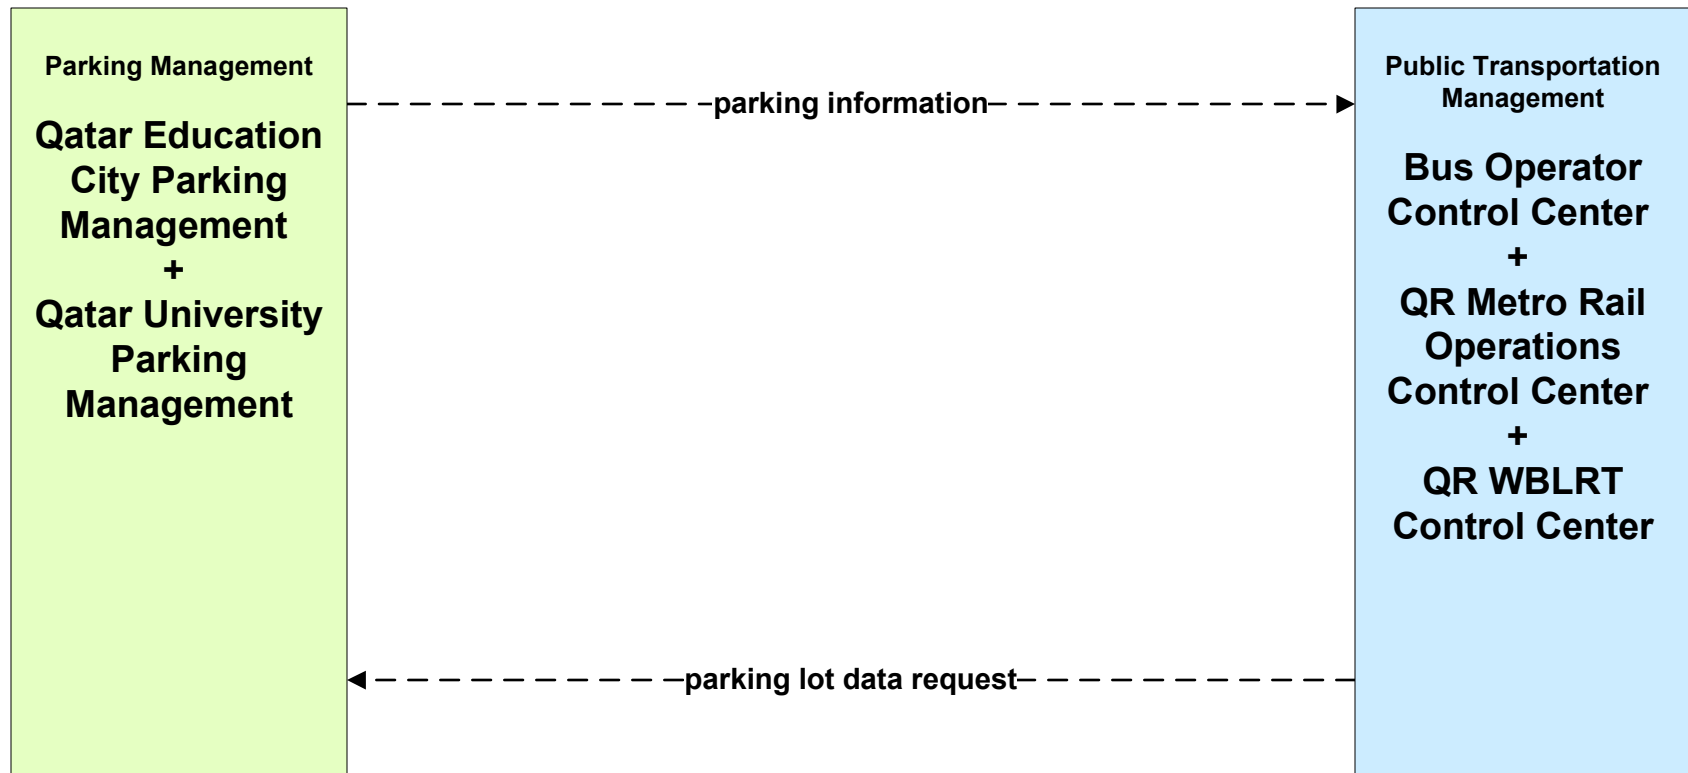 Parking Management
Qatar Education
City Parking
Management
+
Qatar University
Parking
Management
parking information
parking lot data request
Public Transportation
Management
Bus Operator
Control Center
+
QR Metro Rail
Operations
Control Center
+
QR WBLRT
Control Center